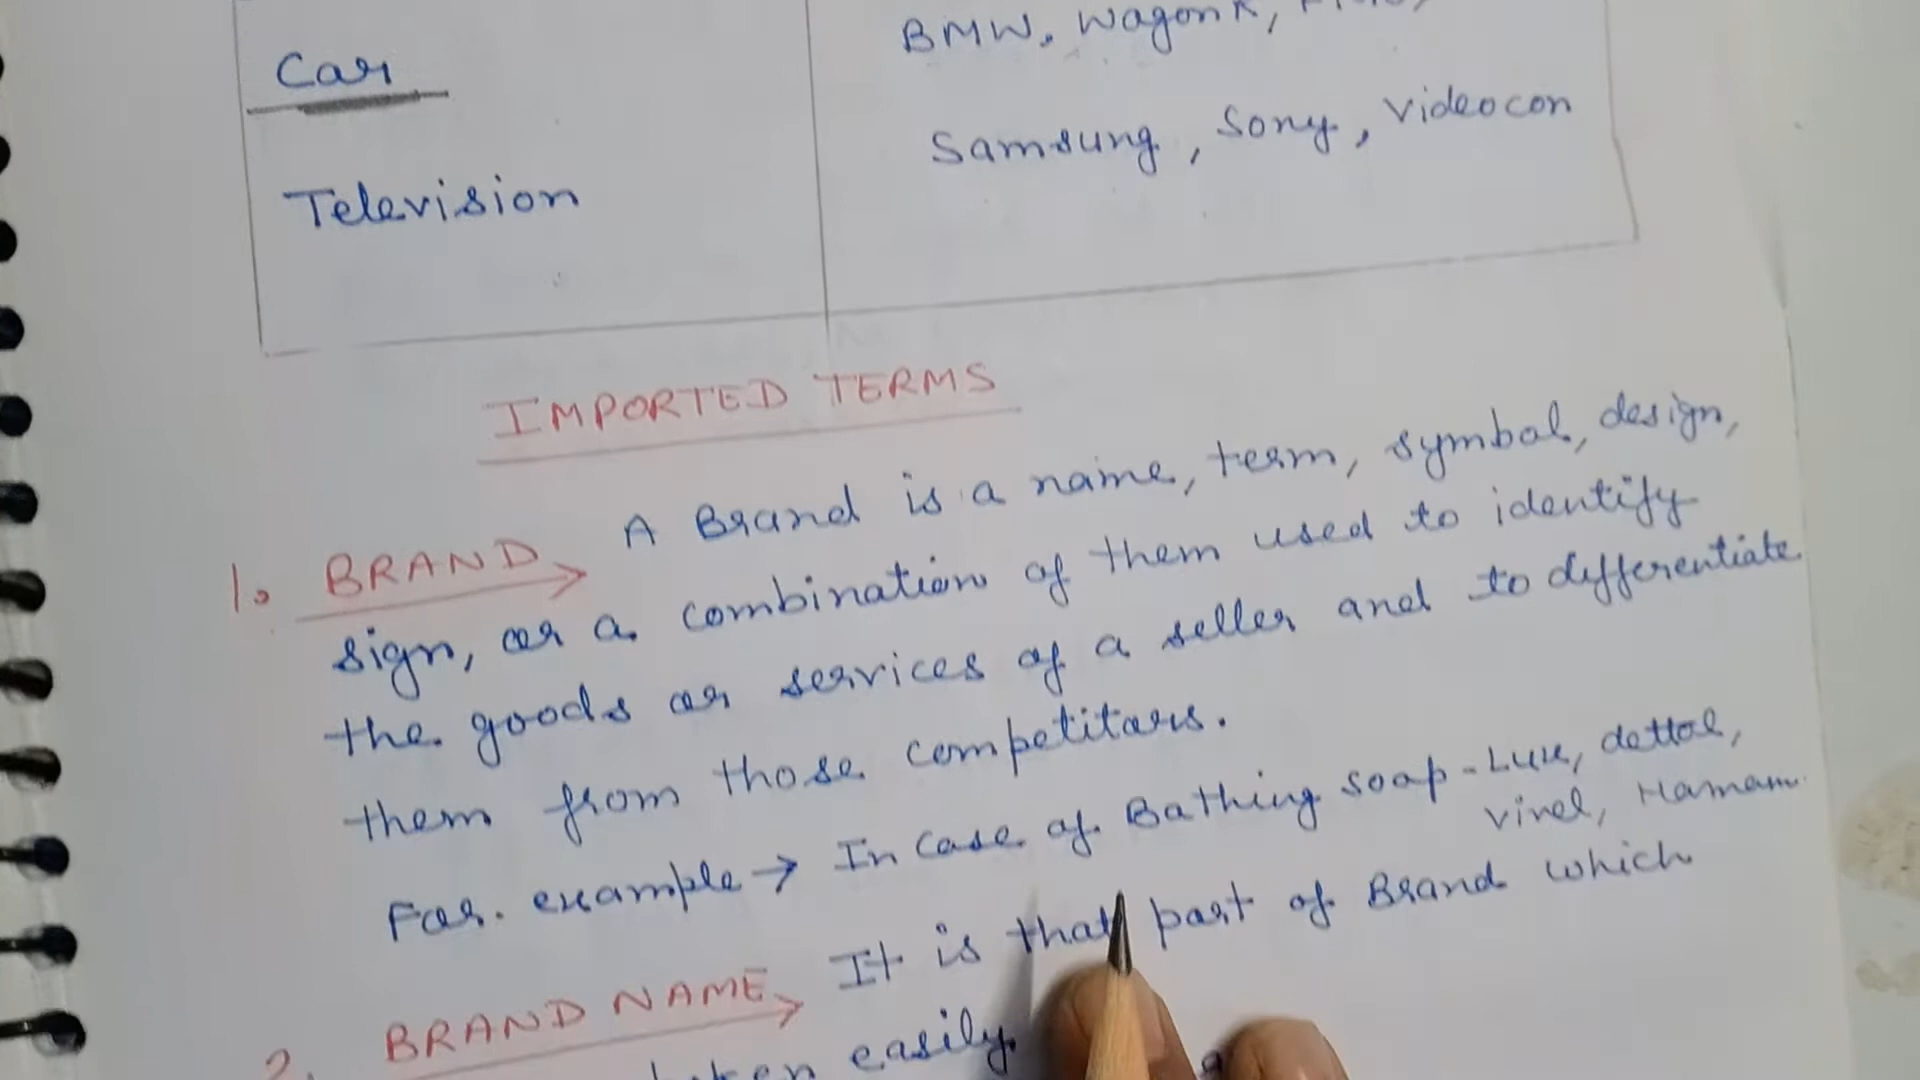 BMW, WagonR,
Car
Samsung, Sony, Videocon
Television
IMPORTED TERMS
1. BRAND → A Brand is a name, term, symbol, design,
sign, or a combination of them used to identify
the goods or services of a seller and to differentiate
them from those competitors.
For. example → In case of Bathing soap - Lux, dettol,
vivel, Hamam
2. BRAND NAME → It is that part of Brand which
easily